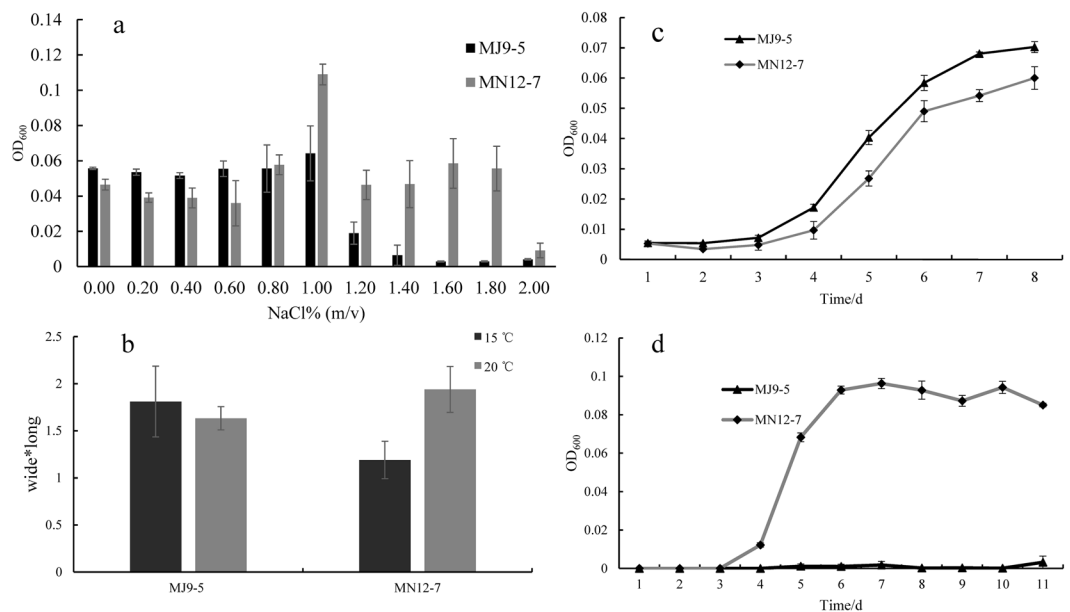 a
0.14
0.12
0.1
0.08
0.06
0.04
0.02
0
OD600
MJ9-5
MN12-7
0.00 0.20 0.40 0.60 0.80 1.00 1.20 1.40 1.60 1.80 2.00
NaCl% (m/v)
b
2.5
2
1.5
1
0.5
0
wide*long
15 ℃
20 ℃
MJ9-5 MN12-7
c
0.08
0.07
0.06
0.05
0.04
0.03
0.02
0.01
0
OD600
MJ9-5
MN12-7
1 2 3 4 5 6 7 8
Time/d
d
0.12
0.1
0.08
0.06
0.04
0.02
0
OD600
MJ9-5
MN12-7
1 2 3 4 5 6 7 8 9 10 11
Time/d